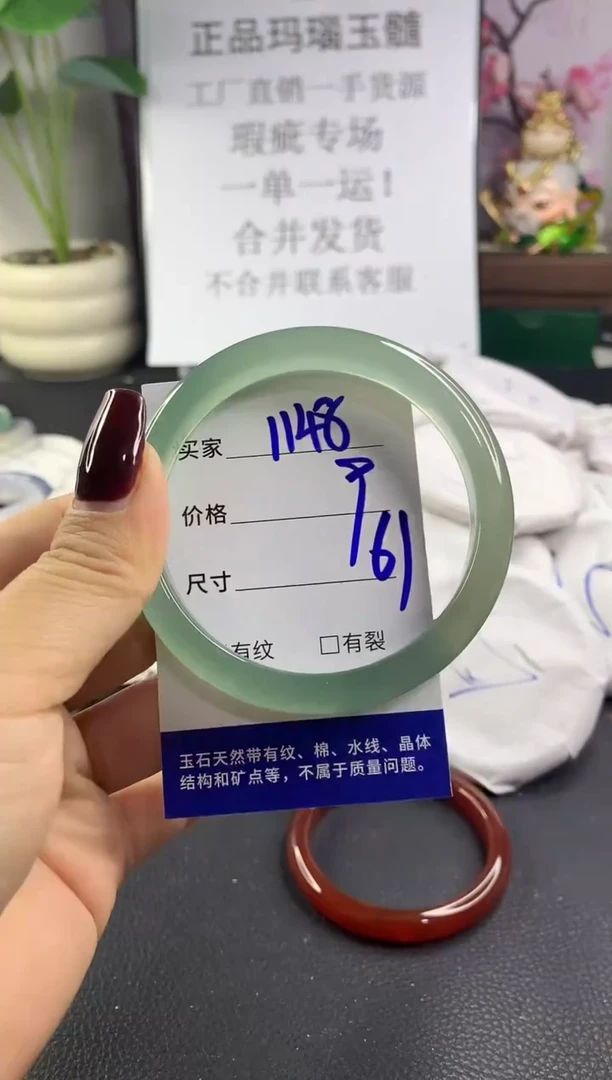 正品玛瑙玉髓
工厂直销一手货源
瑕疵专场
一单一运!
合并发货
不合并联系客服
买家 1148
价格
尺寸 61
有纹 □有裂
玉石天然带有纹、棉、水线、晶体
结构和矿点等，不属于质量问题。